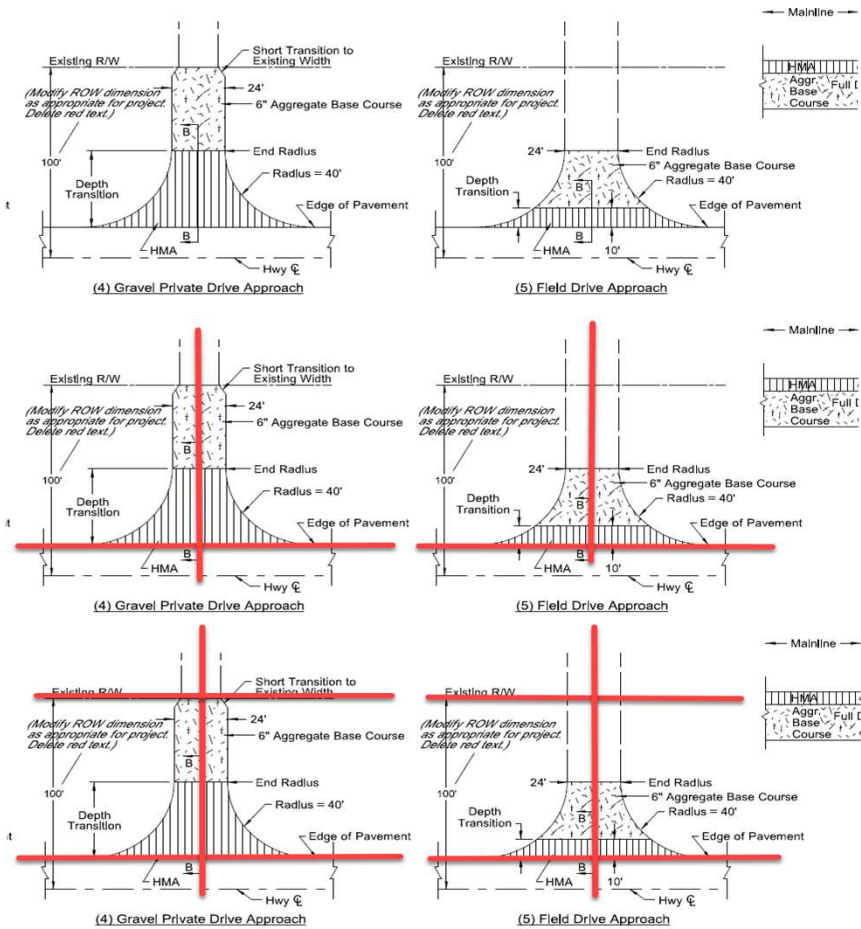 Existing R/W
Short Transition to
Existing Width
(Modify ROW dimension
as appropriate for project.
Delete red text.)
24'
6" Aggregate Base Course
B
100'
End Radius
Depth
Transition
Radius = 40'
Edge of Pavement
B
HMA
Hwy ℄
(4) Gravel Private Drive Approach
Existing R/W
(Modify ROW dimension
as appropriate for project.
Delete red text.)
100'
24'
End Radius
6" Aggregate Base Course
Depth
Transition
B
Radius = 40'
Edge of Pavement
B
10'
HMA
Hwy ℄
(5) Field Drive Approach
Mainline
HMA
Aggr.
Base
Course
Full D
Existing R/W
Short Transition to
Existing Width
(Modify ROW dimension
as appropriate for project.
Delete red text.)
24'
6" Aggregate Base Course
B
100'
End Radius
Depth
Transition
Radius = 40'
Edge of Pavement
B
HMA
Hwy ℄
(4) Gravel Private Drive Approach
Existing R/W
(Modify ROW dimension
as appropriate for project.
Delete red text.)
100'
24'
End Radius
6" Aggregate Base Course
Depth
Transition
B
Radius = 40'
Edge of Pavement
B
10'
HMA
Hwy ℄
(5) Field Drive Approach
Mainline
HMA
Aggr.
Base
Course
Full D
Existing R/W
Short Transition to
Existing Width
(Modify ROW dimension
as appropriate for project.
Delete red text.)
24'
6" Aggregate Base Course
B
100'
End Radius
Depth
Transition
Radius = 40'
Edge of Pavement
B
HMA
Hwy ℄
(4) Gravel Private Drive Approach
Existing R/W
(Modify ROW dimension
as appropriate for project.
Delete red text.)
100'
24'
End Radius
6" Aggregate Base Course
Depth
Transition
B
Radius = 40'
Edge of Pavement
B
10'
HMA
Hwy ℄
(5) Field Drive Approach
Mainline
HMA
Aggr.
Base
Course
Full D